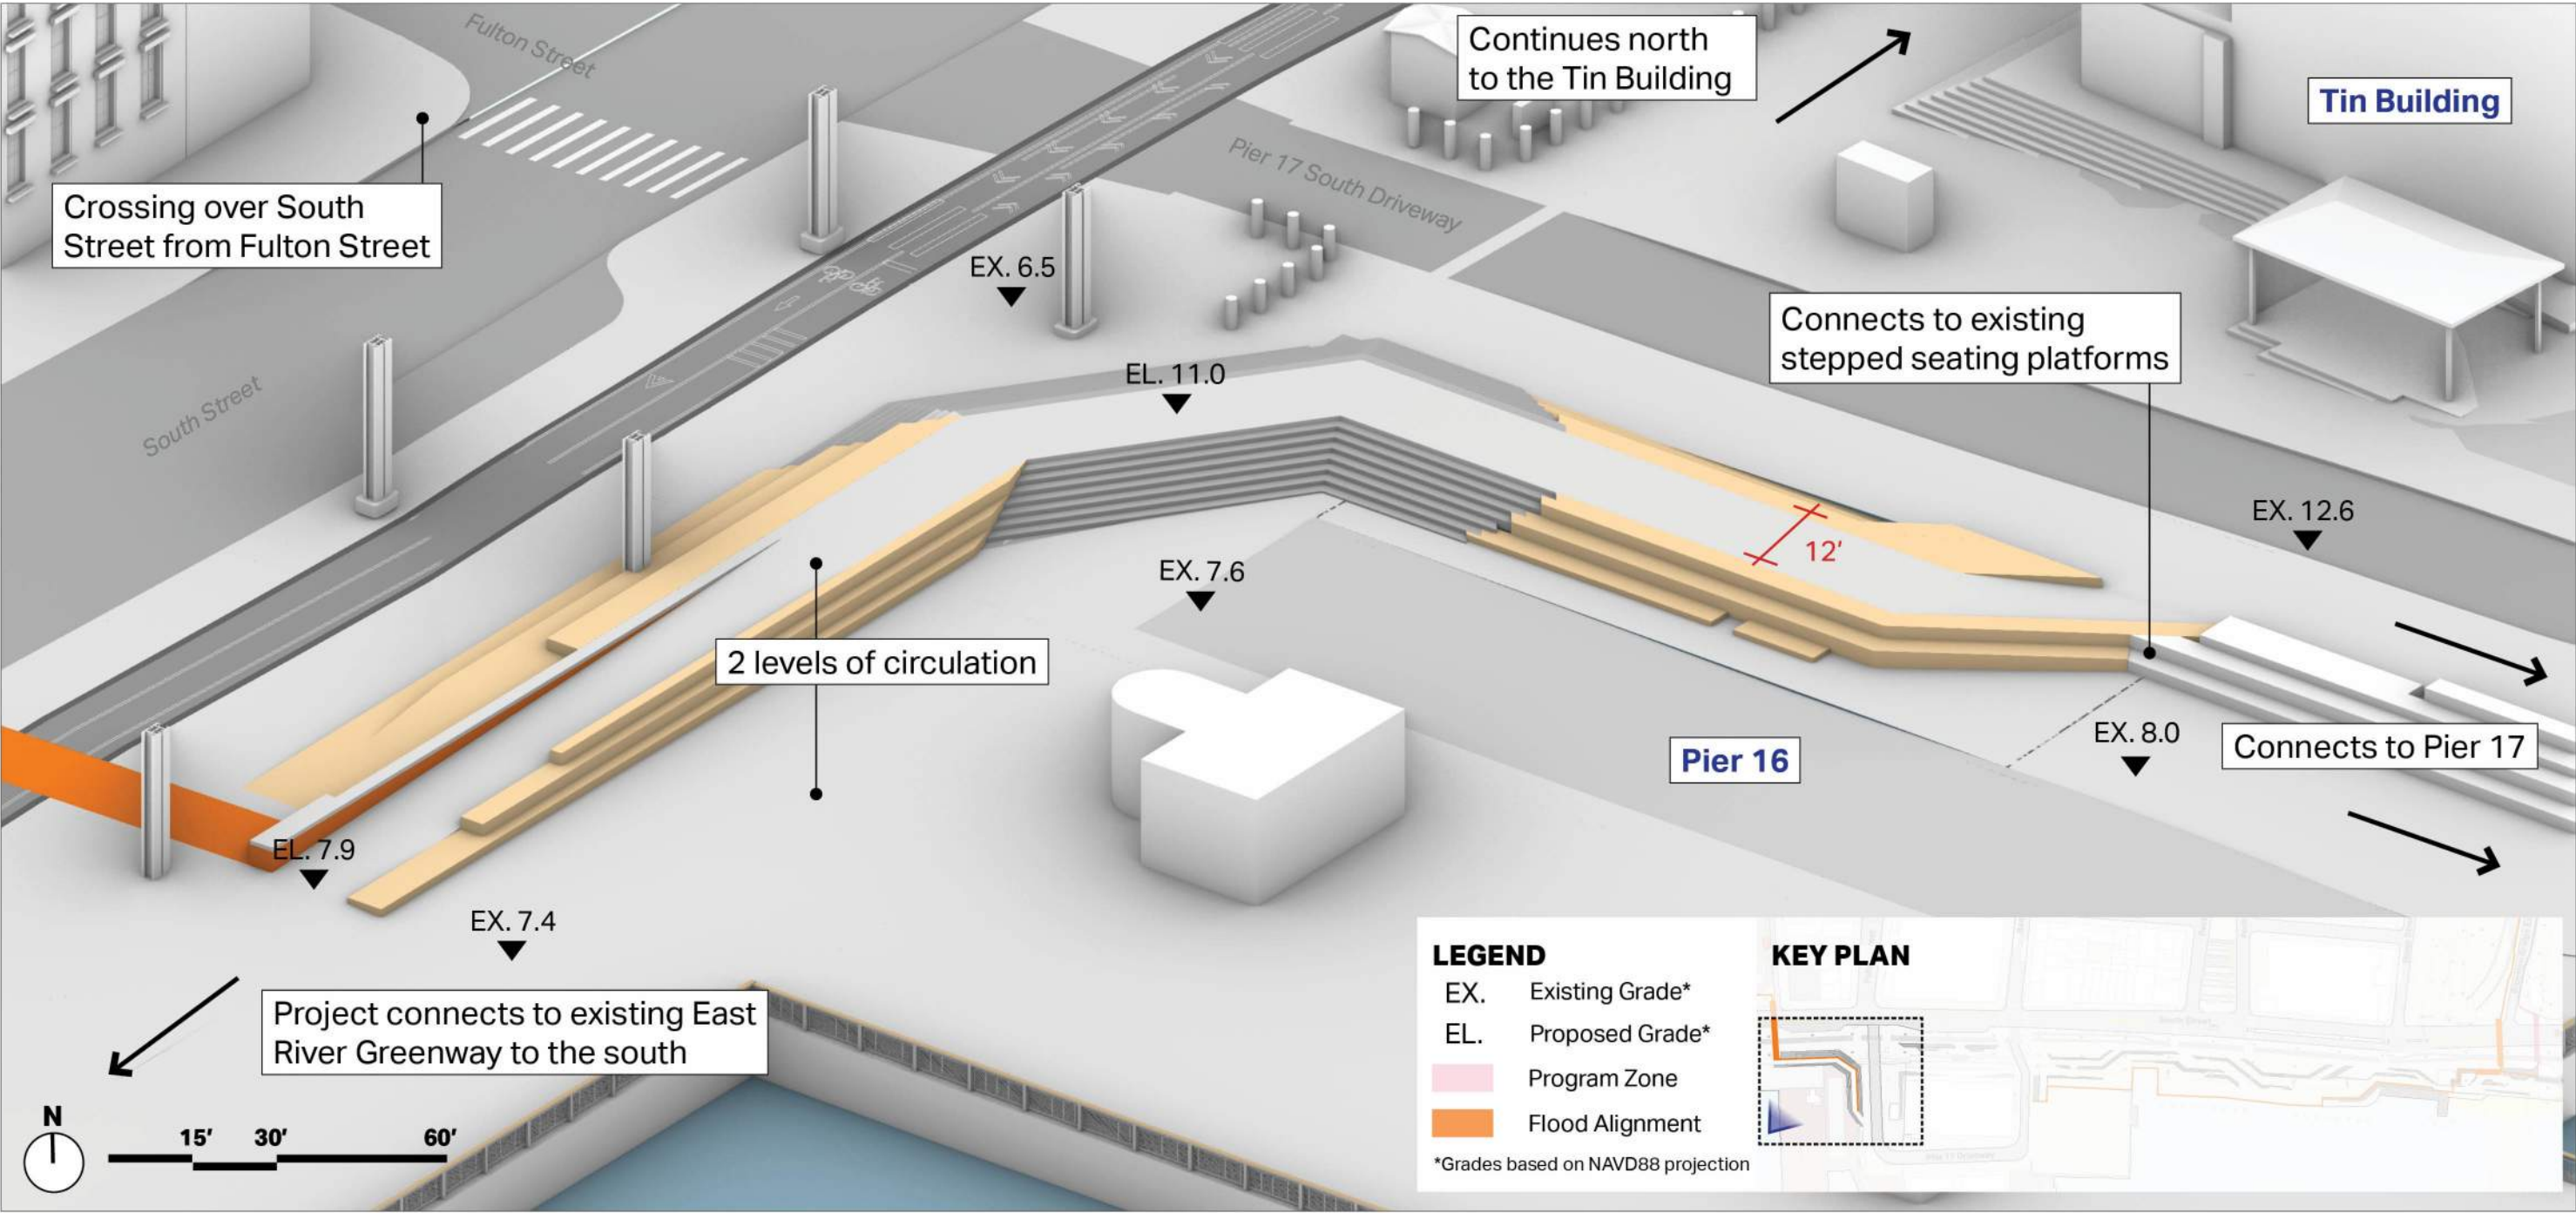 Fulton Street
Continues north
to the Tin Building
Tin Building
Crossing over South
Street from Fulton Street
Pier 17 South Driveway
EX. 6.5
Connects to existing
stepped seating platforms
EL. 11.0
South Street
EX. 12.6
12'
EX. 7.6
2 levels of circulation
EX. 8.0
Connects to Pier 17
Pier 16
EL. 7.9
EX. 7.4
Project connects to existing East
River Greenway to the south
N
15' 30' 60'
LEGEND
EX. Existing Grade*
EL. Proposed Grade*
Program Zone
Flood Alignment
*Grades based on NAVD88 projection
KEY PLAN